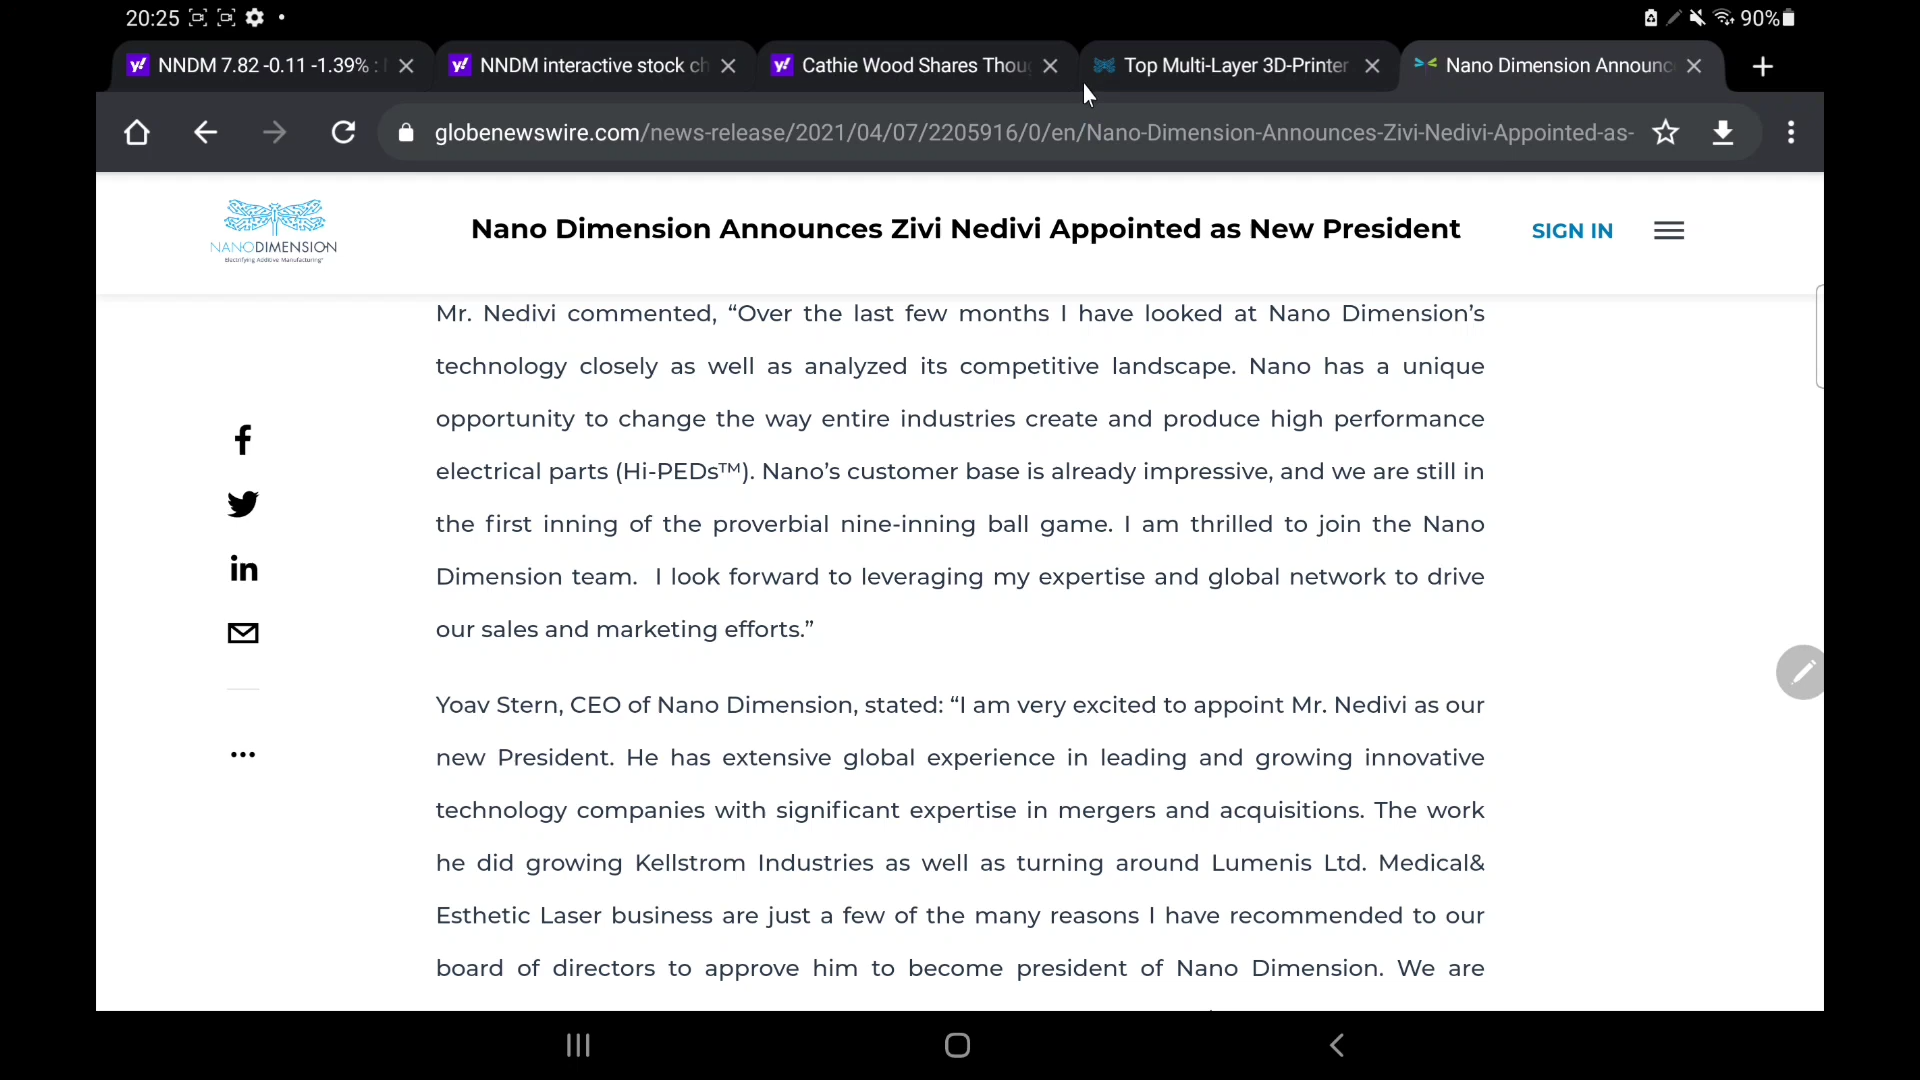 20:25
90%
NNDM 7.82 -0.11 -1.39% :
NNDM interactive stock ch
Cathie Wood Shares Thou
Top Multi-Layer 3D-Printer
Nano Dimension Announc
globenewswire.com/news-release/2021/04/07/2205916/0/en/Nano-Dimension-Announces-Zivi-Nedivi-Appointed-as-
NANODIMENSION
Electrifying Additive Manufacturing
Nano Dimension Announces Zivi Nedivi Appointed as New President
SIGN IN
Mr. Nedivi commented, “Over the last few months I have looked at Nano Dimension’s
technology closely as well as analyzed its competitive landscape. Nano has a unique
opportunity to change the way entire industries create and produce high performance
electrical parts (Hi-PEDs™). Nano’s customer base is already impressive, and we are still in
the first inning of the proverbial nine-inning ball game. I am thrilled to join the Nano
Dimension team.  I look forward to leveraging my expertise and global network to drive
our sales and marketing efforts.”
Yoav Stern, CEO of Nano Dimension, stated: “I am very excited to appoint Mr. Nedivi as our
new President. He has extensive global experience in leading and growing innovative
technology companies with significant expertise in mergers and acquisitions. The work
he did growing Kellstrom Industries as well as turning around Lumenis Ltd. Medical&
Esthetic Laser business are just a few of the many reasons I have recommended to our
board of directors to approve him to become president of Nano Dimension. We are